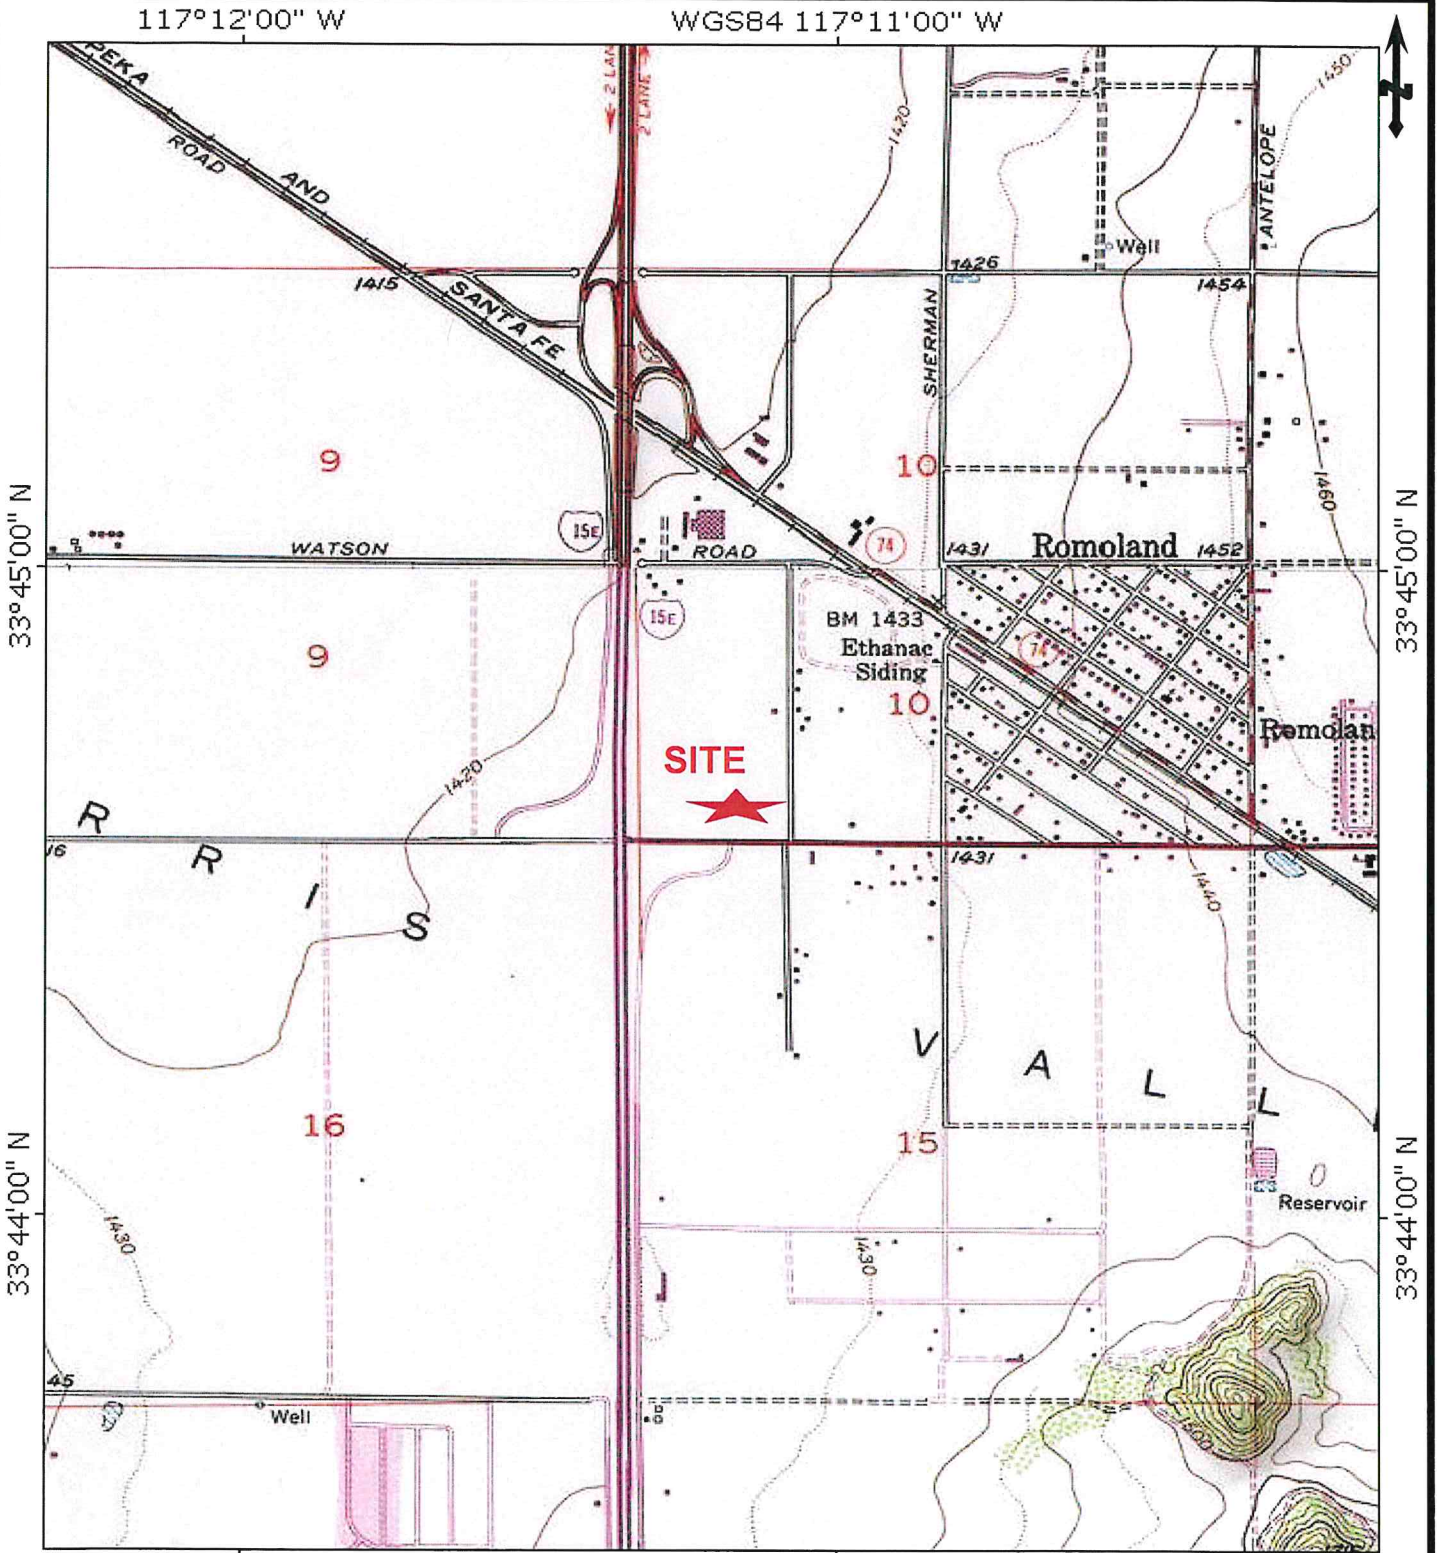 117°12'00" W
WGS84 117°11'00" W
N
PEKA
ROAD
AND
2 LANE
1420
1450
ANTELOPE
Well
1426
1415
SANTA FE
1454
SHERMAN
9
10
1460
33°45'00" N
33°45'00" N
15E
WATSON
ROAD
74
1431
Romoland
1452
15E
BM 1433
Ethanac
Siding
74
9
10
Romolan
SITE
1420
R
R
I
S
16
1431
1440
V
A
L
L
16
15
Reservoir
33°44'00" N
33°44'00" N
1430
1430
45
Well